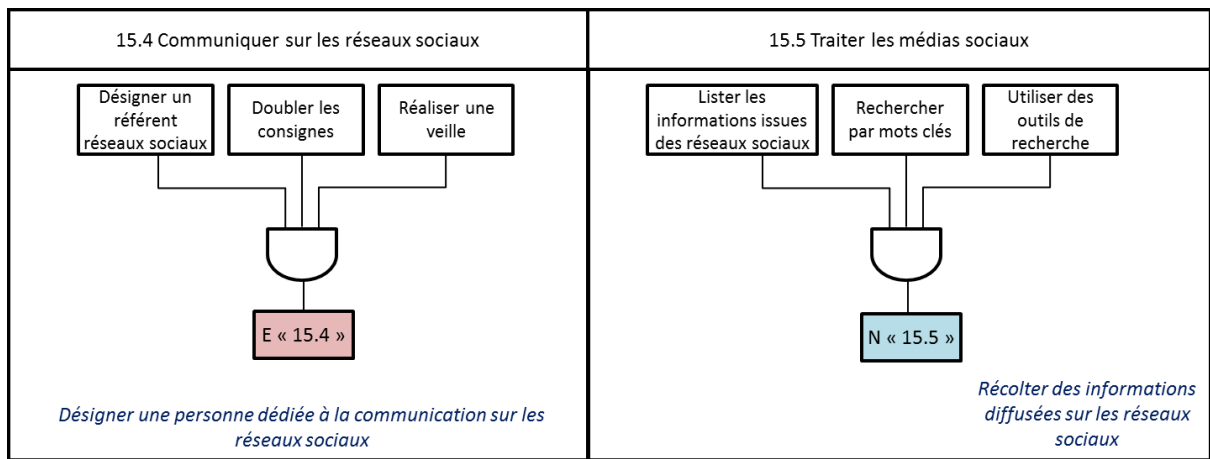 15.4 Communiquer sur les réseaux sociaux
15.5 Traiter les médias sociaux
Désigner un
référent
réseaux sociaux
Doubler les
consignes
Réaliser une
veille
Lister les
informations issues
des réseaux sociaux
Rechercher
par mots clés
Utiliser des
outils de
recherche
E « 15.4 »
N « 15.5 »
Désigner une personne dédiée à la communication sur les
réseaux sociaux
Récolter des informations
diffusées sur les réseaux
sociaux